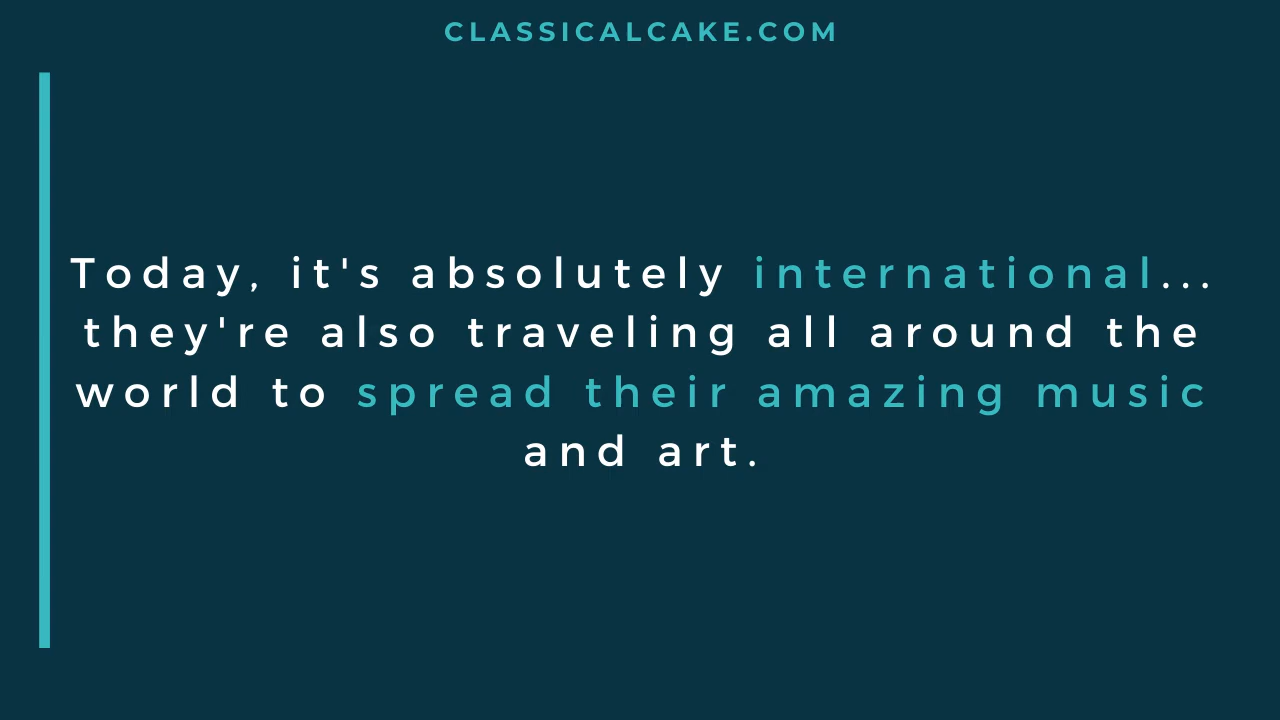 CLASSICALCAKE.COM
Today, it's absolutely international...
they're also traveling all around the
world to spread their amazing music
and art.